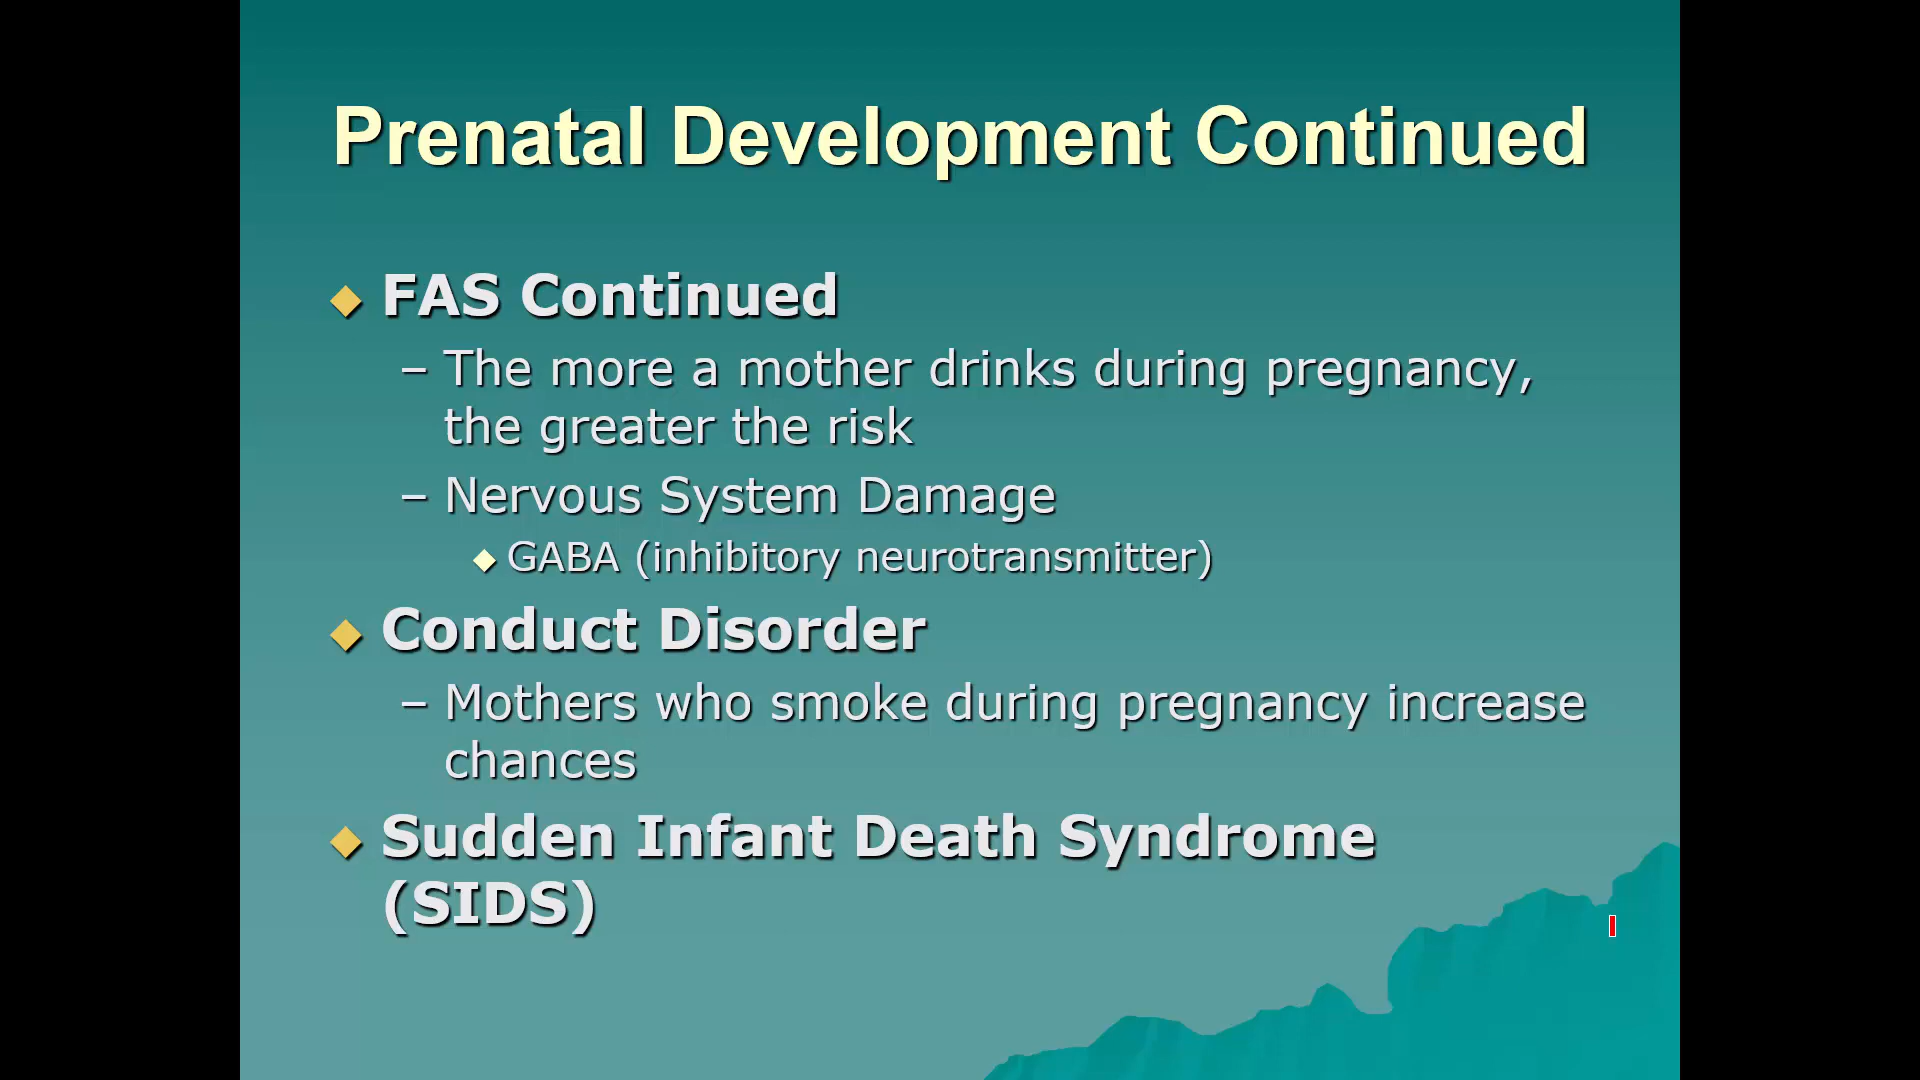 Prenatal Development Continued
FAS Continued
– The more a mother drinks during pregnancy,
the greater the risk
– Nervous System Damage
GABA (inhibitory neurotransmitter)
Conduct Disorder
– Mothers who smoke during pregnancy increase
chances
Sudden Infant Death Syndrome
(SIDS)